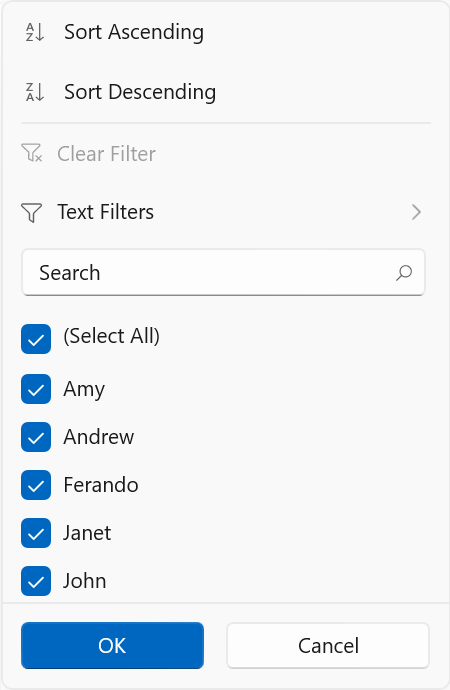 Sort Ascending
Sort Descending
Clear Filter
Text Filters
Search
(Select All)
Amy
Andrew
Ferando
Janet
John
OK
Cancel